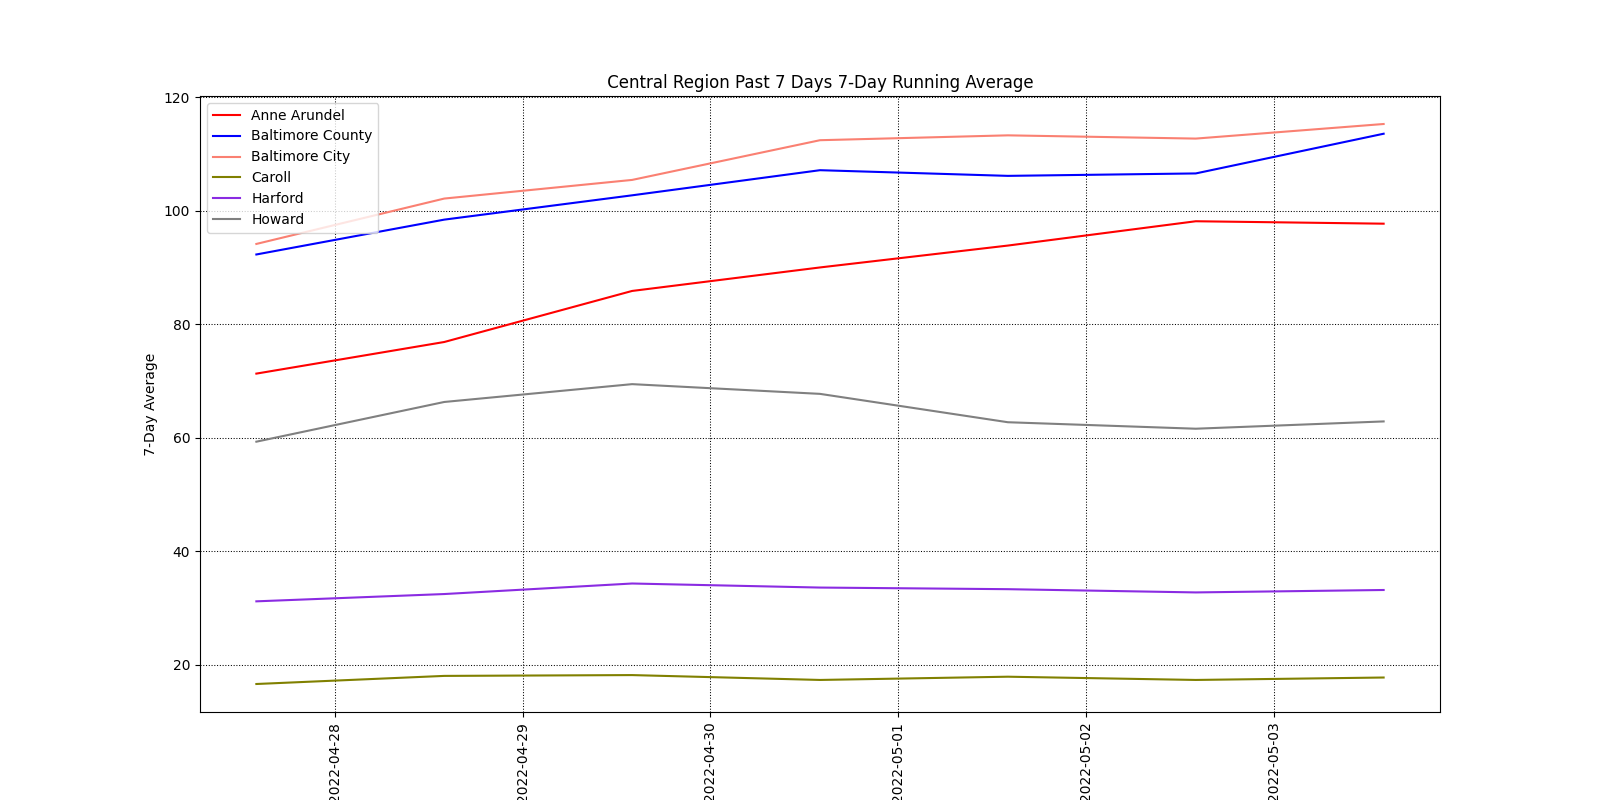 Central Region Past 7 Days 7-Day Running Average
120
100
80
60
40
20
7-Day Average
Anne Arundel
Baltimore County
Baltimore City
Caroll
Harford
Howard
2022-04-28
2022-04-29
2022-04-30
2022-05-01
2022-05-02
2022-05-03